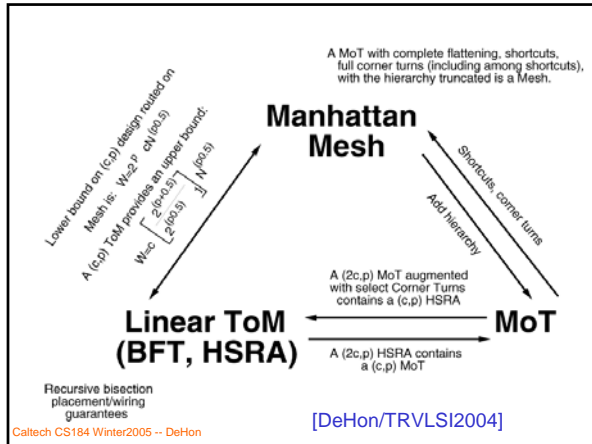 A MoT with complete flattening, shortcuts,
full corner turns (including among shortcuts),
with the hierarchy truncated is a Mesh.
Manhattan
Mesh
Lower bound on (c,p) design routed on
Mesh is: W=2^p cN^(p0.5)
A (c,p) ToM provides an upper bound:
W=c [ 2^(p+0.5) / 2^(p0.5) 1 ] N^(p0.5)
Shortcuts, corner turns
Add hierarchy
A (2c,p) MoT augmented
with select Corner Turns
contains a (c,p) HSRA
Linear ToM
(BFT, HSRA)
MoT
A (2c,p) HSRA contains
a (c,p) MoT
Recursive bisection
placement/wiring
guarantees
Caltech CS184 Winter2005 -- DeHon
[DeHon/TRVLSI2004]